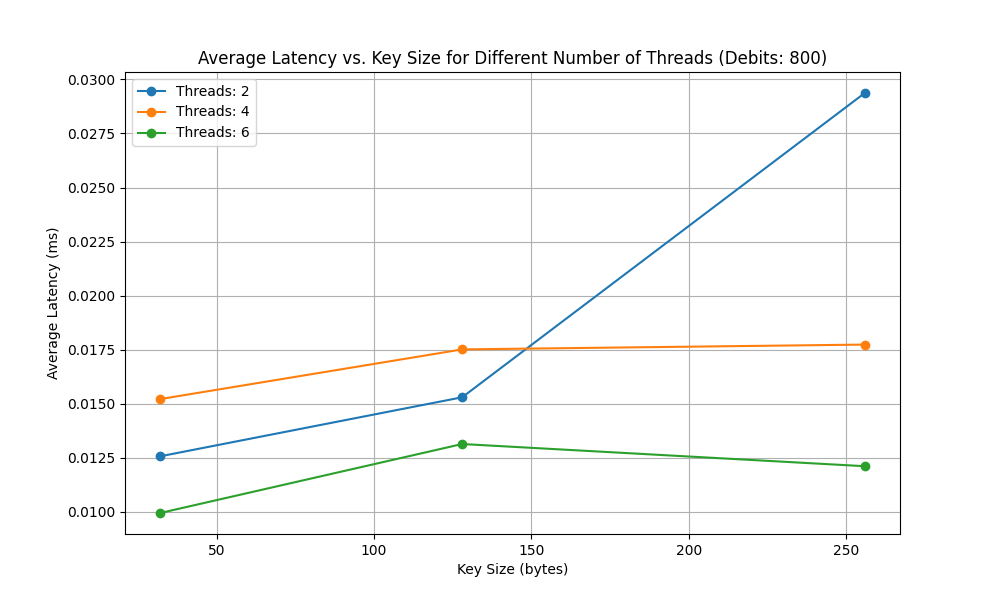 Average Latency vs. Key Size for Different Number of Threads (Debits: 800)
Threads: 2
Threads: 4
Threads: 6
Average Latency (ms)
0.0300
0.0275
0.0250
0.0225
0.0200
0.0175
0.0150
0.0125
0.0100
50
100
150
200
250
Key Size (bytes)